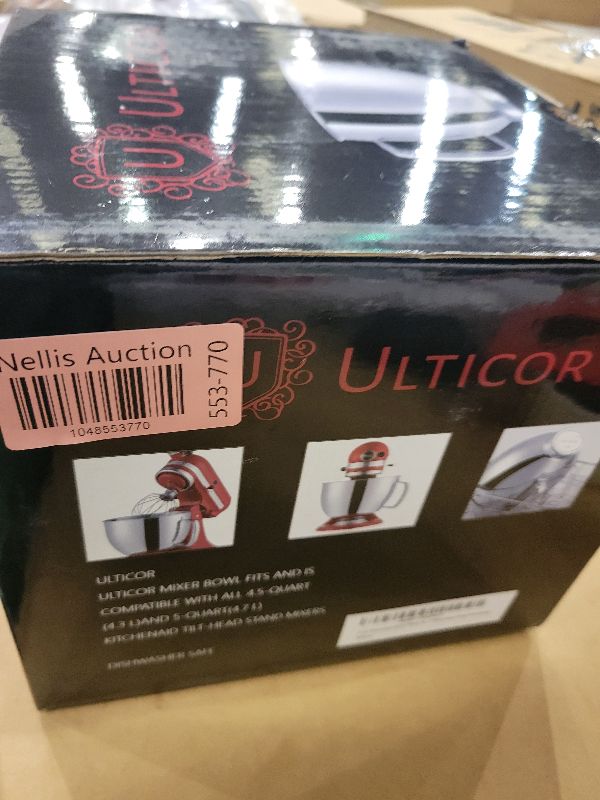 U ULTICOR
Nellis Auction
1048553770
553-770
U ULTICOR
ULTICOR
ULTICOR MIXER BOWL FITS AND IS
COMPATIBLE WITH ALL 4.5-QUART
(4.3 L)AND 5-QUART(4.7 L)
KITCHENAID TILT-HEAD STAND MIXERS
DISHWASHER SAFE